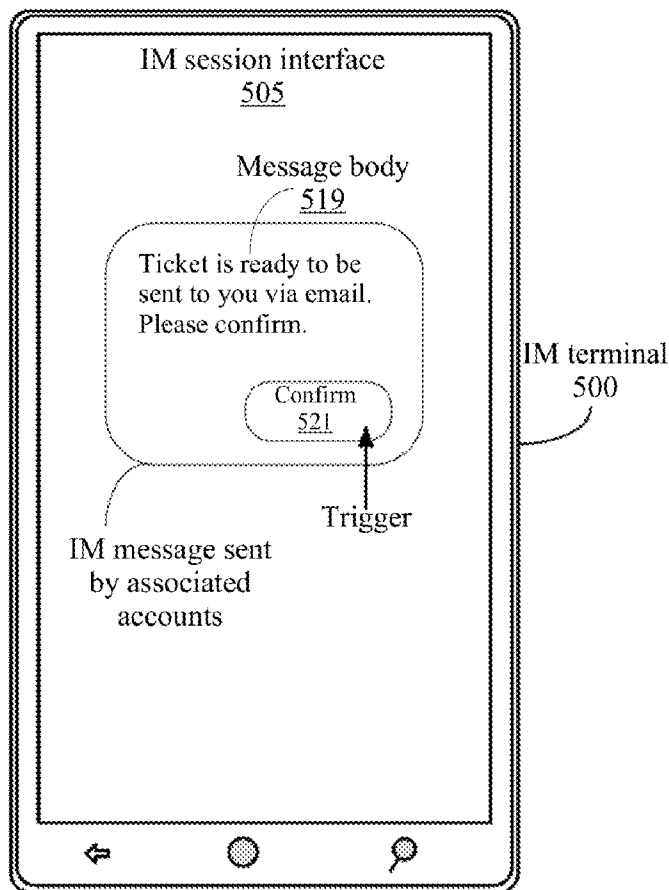 IM session interface
505
Message body
519
Ticket is ready to be
sent to you via email.
Please confirm.
Confirm
521
Trigger
IM message sent
by associated
accounts
IM terminal
500